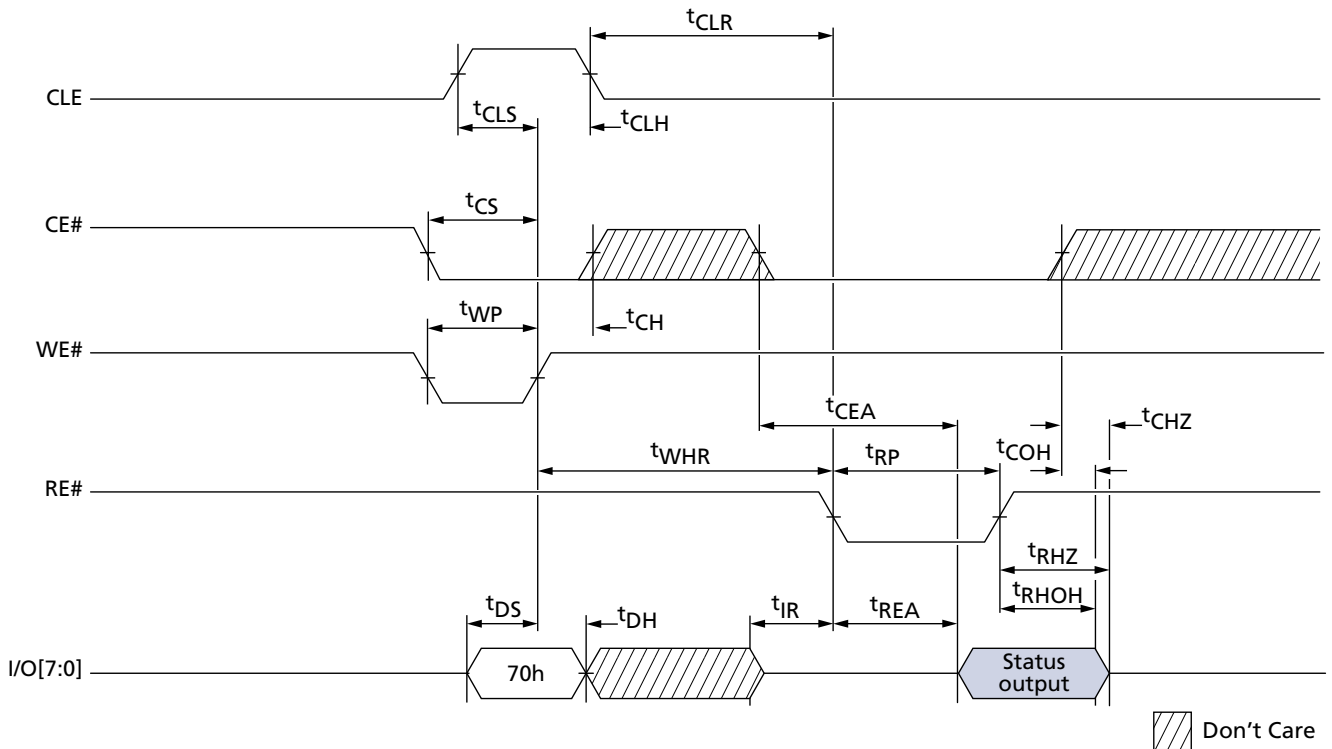 tCLR
CLE
tCLS
tCLH
tCS
CE#
tWP
tCH
WE#
tCEA
tCHZ
tWHR
tRP
tCOH
RE#
tRHZ
tRHOH
tDS
tDH
tIR
tREA
I/O[7:0]
70h
Status
output
Don't Care